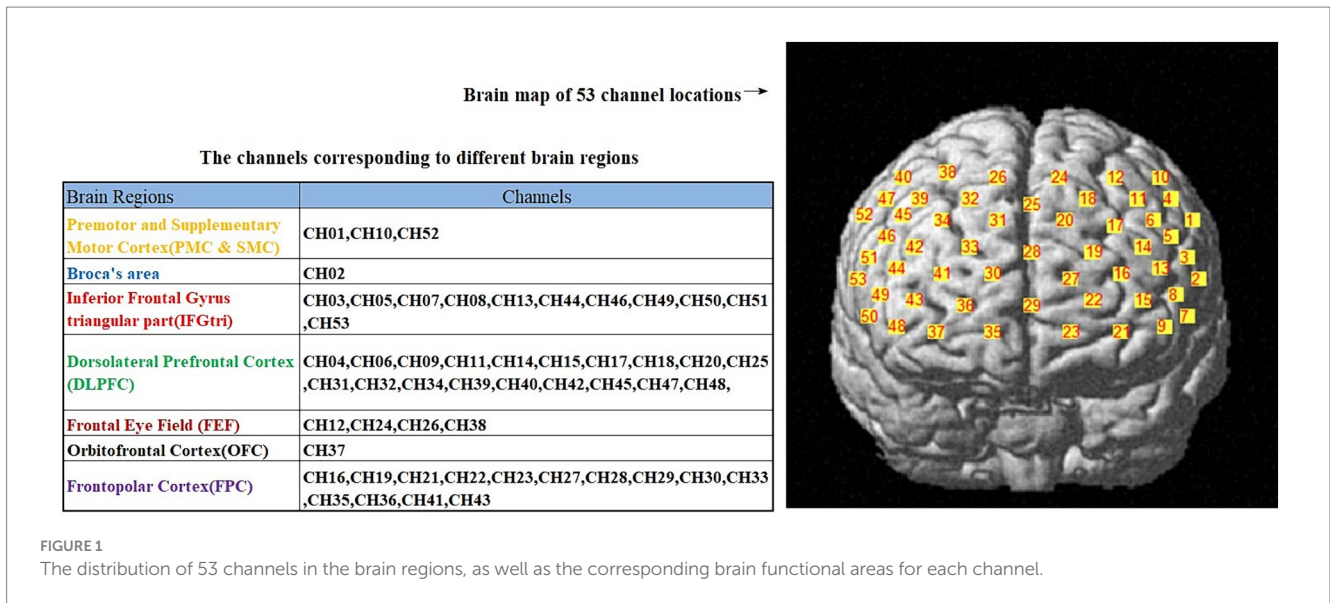 Brain map of 53 channel locations→
The channels corresponding to different brain regions
Brain Regions Channels
Premotor and Supplementary
Motor Cortex(PMC & SMC)
CH01,CH10,CH52
Broca's area CH02
Inferior Frontal Gyrus
triangular part(IFGtri)
CH03,CH05,CH07,CH08,CH13,CH44,CH46,CH49,CH50,CH51
,CH53
Dorsolateral Prefrontal Cortex
(DLPFC)
CH04,CH06,CH09,CH11,CH14,CH15,CH17,CH18,CH20,CH25
,CH31,CH32,CH34,CH39,CH40,CH42,CH45,CH47,CH48,
Frontal Eye Field (FEF) CH12,CH24,CH26,CH38
Orbitofrontal Cortex(OFC) CH37
Frontopolar Cortex(FPC)
CH16,CH19,CH21,CH22,CH23,CH27,CH28,CH29,CH30,CH33
,CH35,CH36,CH41,CH43
40 38 26 24 12 10
47 39 32 25 18 11 4
52 45 34 31 20 17 6 1
46 42 33 28 19 14 5
51 44 41 30 27 16 13 3
53 2
49 43 36 29 22 15 8
50 48 37 35 23 21 9 7
FIGURE 1
The distribution of 53 channels in the brain regions, as well as the corresponding brain functional areas for each channel.